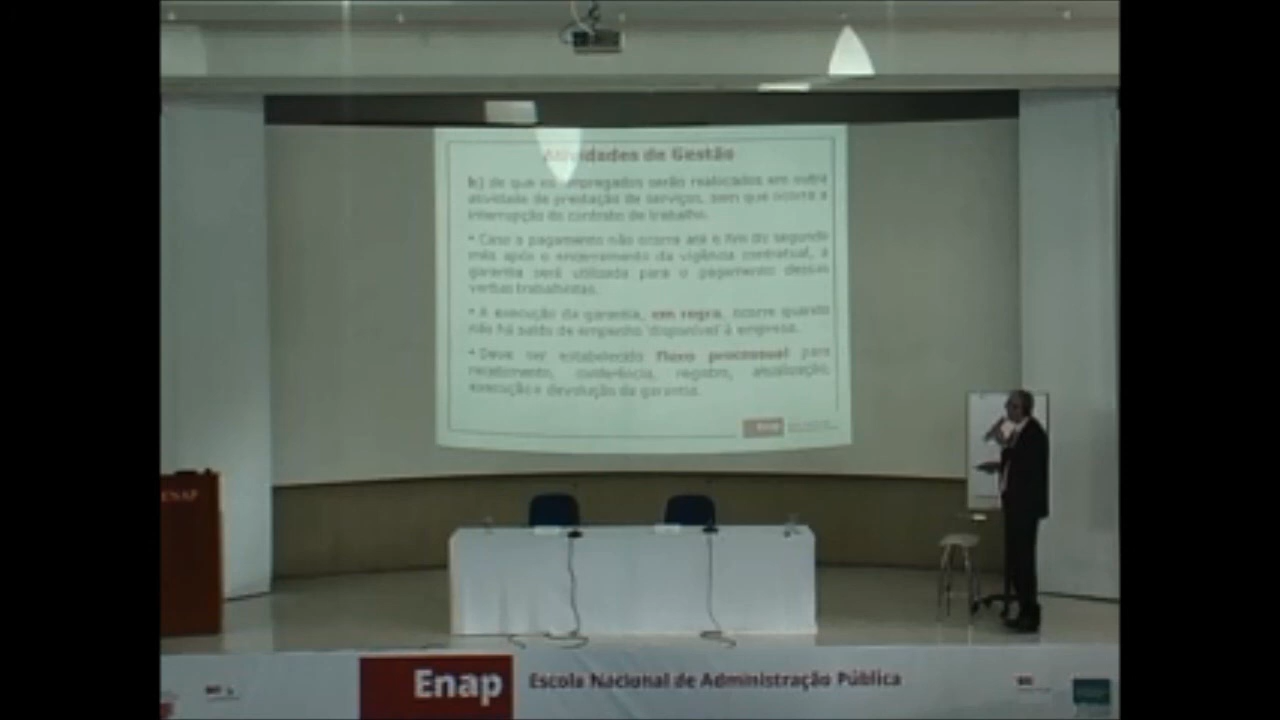 Atividades de Gestão
b) de que os empregados serão realocados em outra
atividade de prestação de serviços, sem que ocorra a
interrupção do contrato de trabalho.
• Caso o pagamento não ocorra até o fim do segundo
mês após o encerramento da vigência contratual, a
garantia será utilizada para o pagamento dessas
verbas trabalhistas.
• A execução da garantia, em regra, ocorre quando
não há saldo de empenho 'disponível' à empresa.
• Deve ser estabelecido fluxo processual para
recebimento, conferência, registro, atualização,
execução e devolução da garantia.
Enap
ENAP
Enap Escola Nacional de Administração Pública